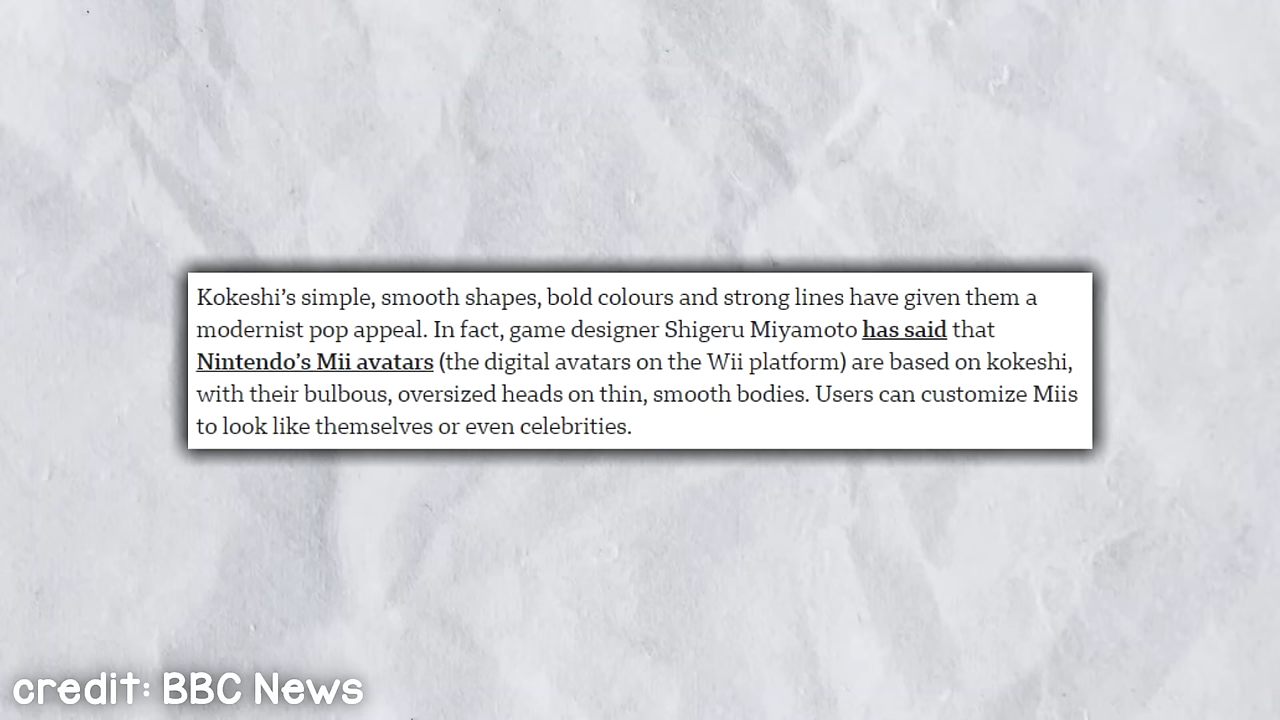 Kokeshi’s simple, smooth shapes, bold colours and strong lines have given them a
modernist pop appeal. In fact, game designer Shigeru Miyamoto has said that
Nintendo’s Mii avatars (the digital avatars on the Wii platform) are based on kokeshi,
with their bulbous, oversized heads on thin, smooth bodies. Users can customize Miis
to look like themselves or even celebrities.
credit: BBC News